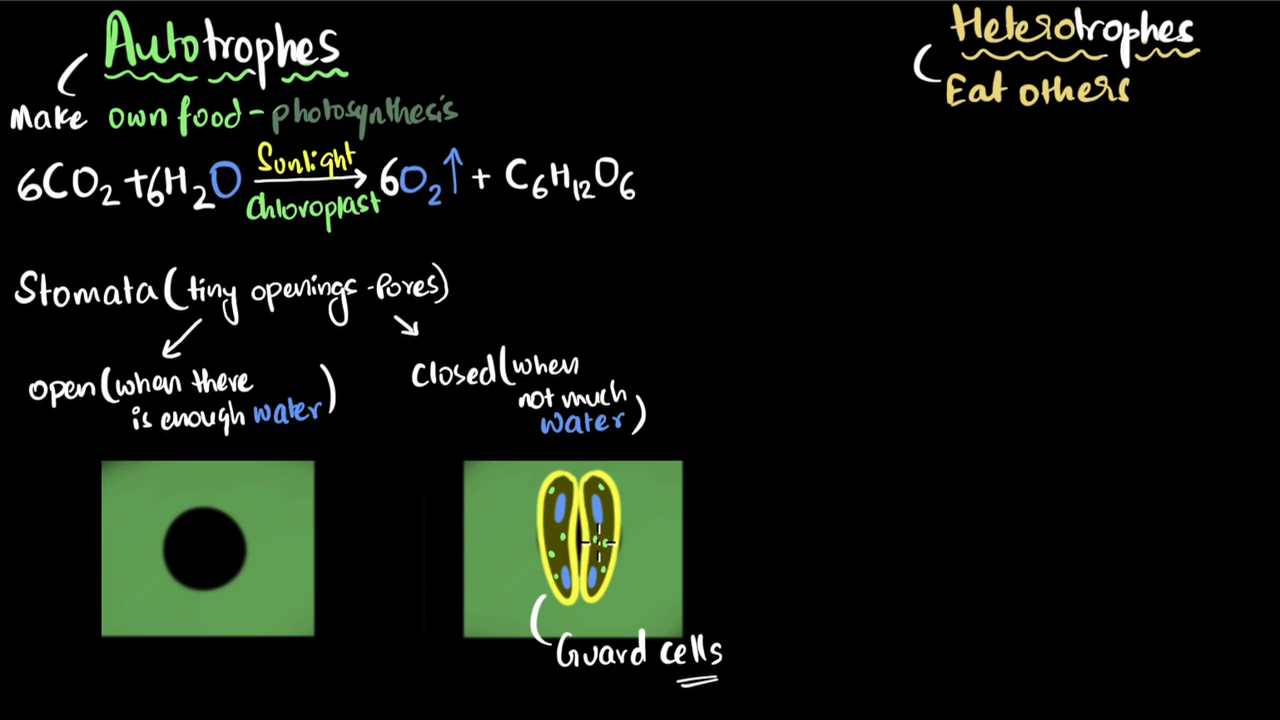 Autotrophes
Make own food - photosynthesis
6CO2 + 6H2O Sunlight Chloroplast 6O2↑ + C6H12O6
Stomata (tiny openings - Pores)
open (when there
is enough water)
Closed (when
not much
water)
Guard cells
Heterotrophes
Eat others